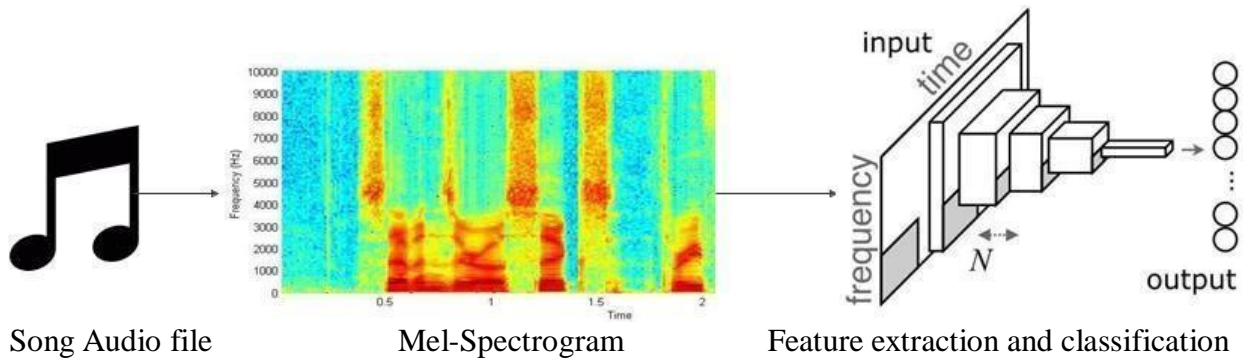 input
time
frequency
N
output
10000
9000
8000
7000
6000
5000
4000
3000
2000
1000
0
Frequency (Hz)
0.5
1
1.5
2
Time
Song Audio file
Mel-Spectrogram
Feature extraction and classification